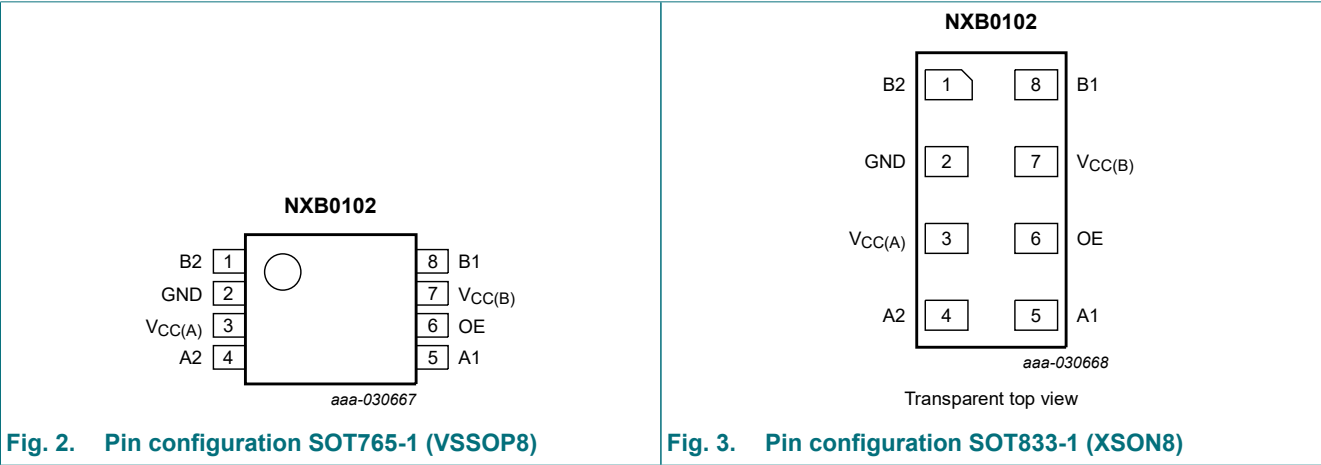 NXB0102
B2 1 8 B1
GND 2 7 VCC(B)
VCC(A) 3 6 OE
A2 4 5 A1
aaa-030667
Fig. 2. Pin configuration SOT765-1 (VSSOP8)
NXB0102
B2 1 8 B1
GND 2 7 VCC(B)
VCC(A) 3 6 OE
A2 4 5 A1
aaa-030668
Transparent top view
Fig. 3. Pin configuration SOT833-1 (XSON8)